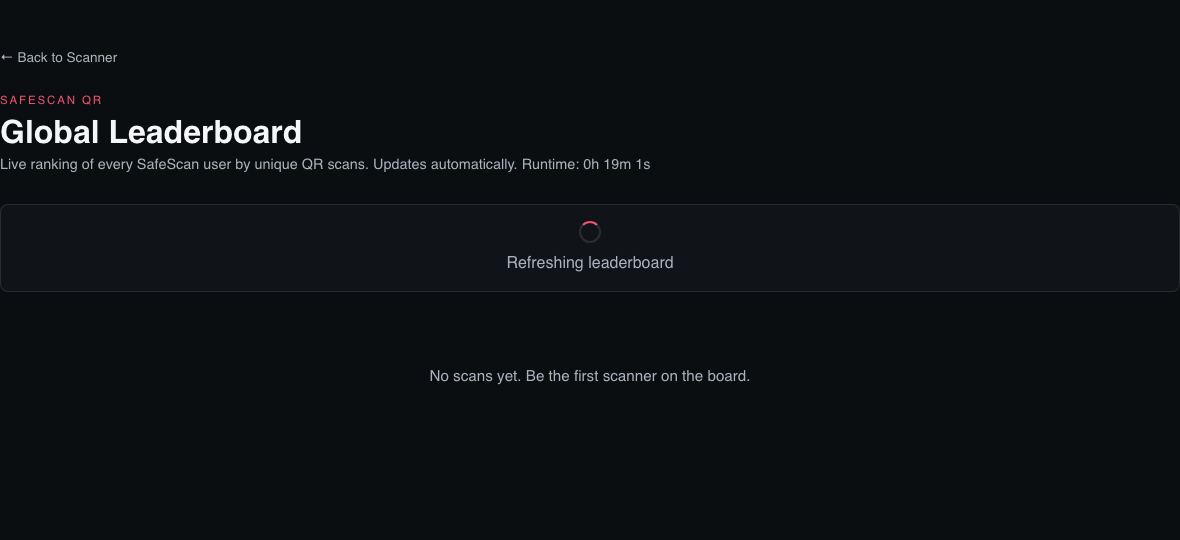 ← Back to Scanner
SAFESCAN QR
Global Leaderboard
Live ranking of every SafeScan user by unique QR scans. Updates automatically. Runtime: 0h 19m 1s
Refreshing leaderboard
No scans yet. Be the first scanner on the board.